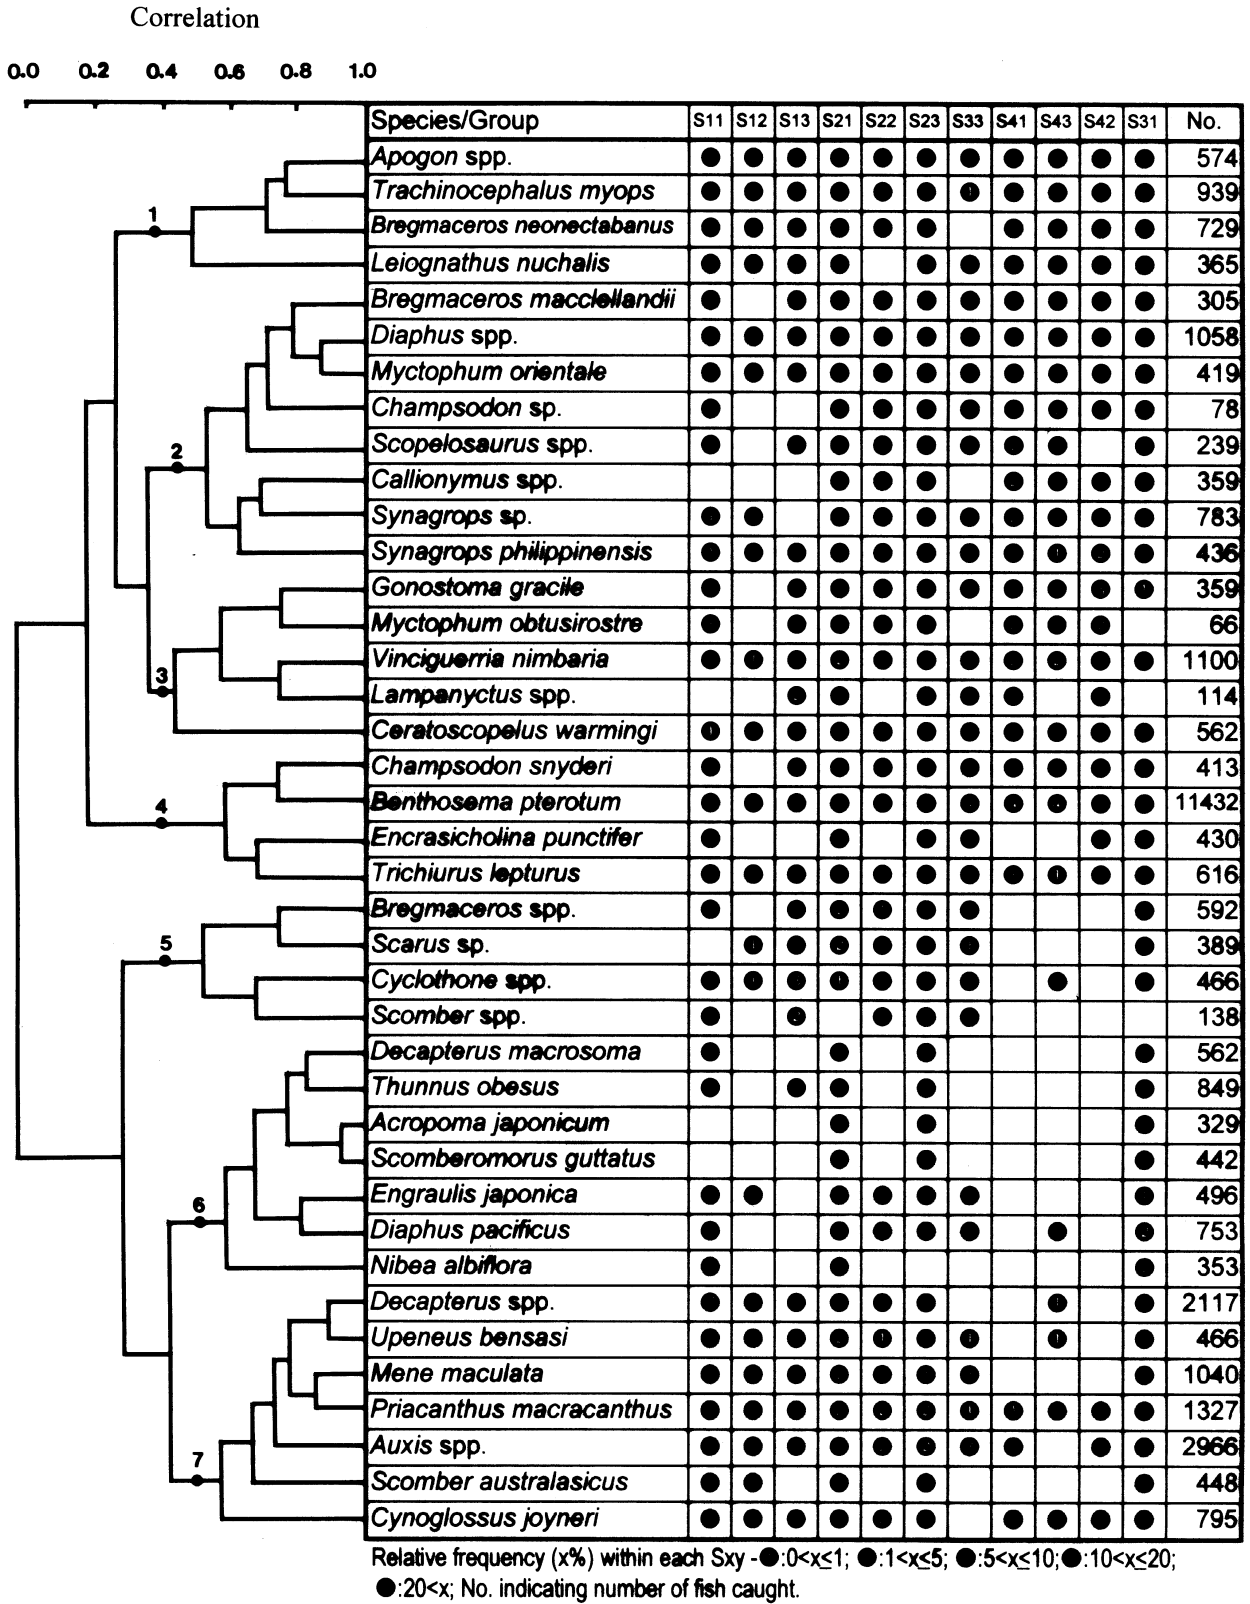 Correlation
0.0 0.2 0.4 0.6 0.8 1.0
Species/Group S11 S12 S13 S21 S22 S23 S33 S41 S43 S42 S31 No.
Apogon spp. 574
Trachinocephalus myops 939
1
Bregmaceros neonectabanus 729
Leiognathus nuchalis 365
Bregmaceros macclellandii 305
Diaphus spp. 1058
Myctophum orientale 419
Champsodon sp. 78
Scopelosaurus spp. 239
2
Callionymus spp. 359
Synagrops sp. 783
Synagrops philippinensis 436
Gonostoma gracile 359
Myctophum obtusirostre 66
Vinciguerria nimbaria 1100
3
Lampanyctus spp. 114
Ceratoscopelus warmingi 562
Champsodon snyderi 413
4
Benthosema pterotum 11432
Encrasicholina punctifer 430
Trichiurus lepturus 616
Bregmaceros spp. 592
5
Scarus sp. 389
Cyclothone spp. 466
Scomber spp. 138
Decapterus macrosoma 562
Thunnus obesus 849
Acropoma japonicum 329
Scomberomorus guttatus 442
Engraulis japonica 496
6
Diaphus pacificus 753
Nibea albiflora 353
Decapterus spp. 2117
Upeneus bensasi 466
Mene maculata 1040
Priacanthus macracanthus 1327
Auxis spp. 2966
7
Scomber australasicus 448
Cynoglossus joyneri 795
Relative frequency (x%) within each Sxy -●:0<x≤1; ●:1<x≤5; ●:5<x≤10; ●:10<x≤20;
●:20<x; No. indicating number of fish caught.